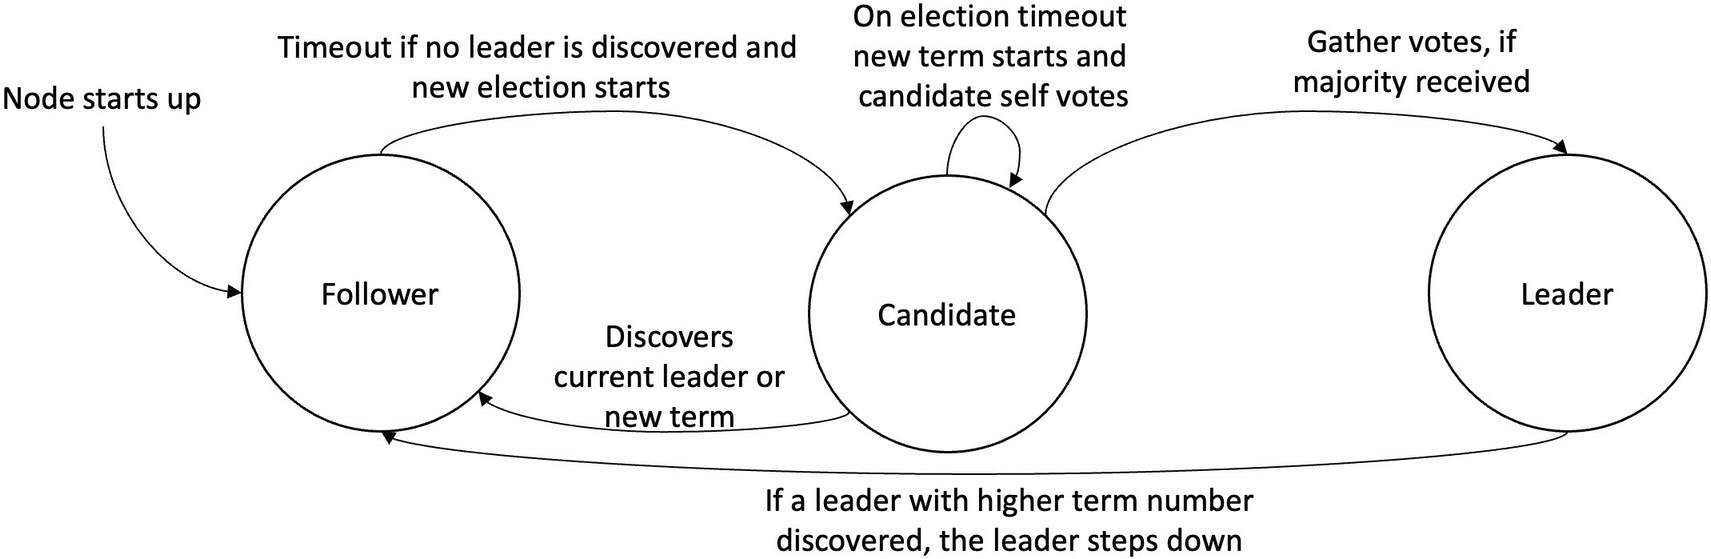 Node starts up
Timeout if no leader is discovered and
new election starts
On election timeout
new term starts and
candidate self votes
Gather votes, if
majority received
Follower
Candidate
Leader
Discovers
current leader or
new term
If a leader with higher term number
discovered, the leader steps down